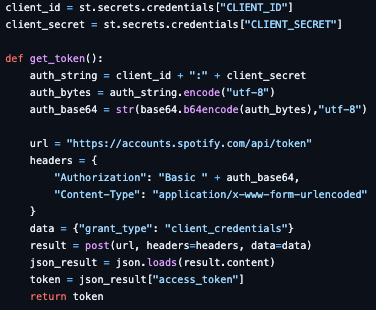 client_id = st.secrets.credentials["CLIENT_ID"]
client_secret = st.secrets.credentials["CLIENT_SECRET"]

def get_token():
    auth_string = client_id + ":" + client_secret
    auth_bytes = auth_string.encode("utf-8")
    auth_base64 = str(base64.b64encode(auth_bytes),"utf-8")

    url = "https://accounts.spotify.com/api/token"
    headers = {
        "Authorization": "Basic " + auth_base64,
        "Content-Type": "application/x-www-form-urlencoded"
    }
    data = {"grant_type": "client_credentials"}
    result = post(url, headers=headers, data=data)
    json_result = json.loads(result.content)
    token = json_result["access_token"]
    return token